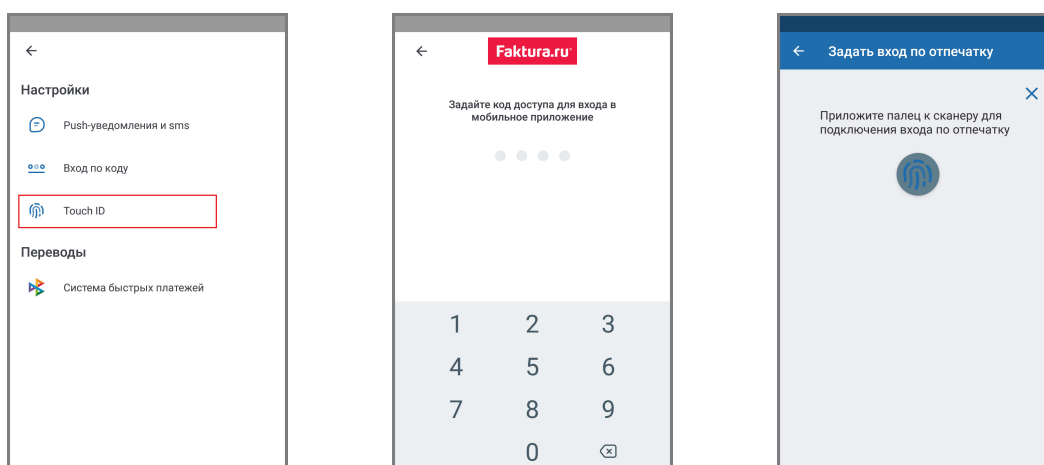 Настройки
Push-уведомления и sms
Вход по коду
Touch ID
Переводы
Система быстрых платежей
Faktura.ru
Задайте код доступа для входа в
мобильное приложение
1 2 3
4 5 6
7 8 9
0
Задать вход по отпечатку
Приложите палец к сканеру для
подключения входа по отпечатку